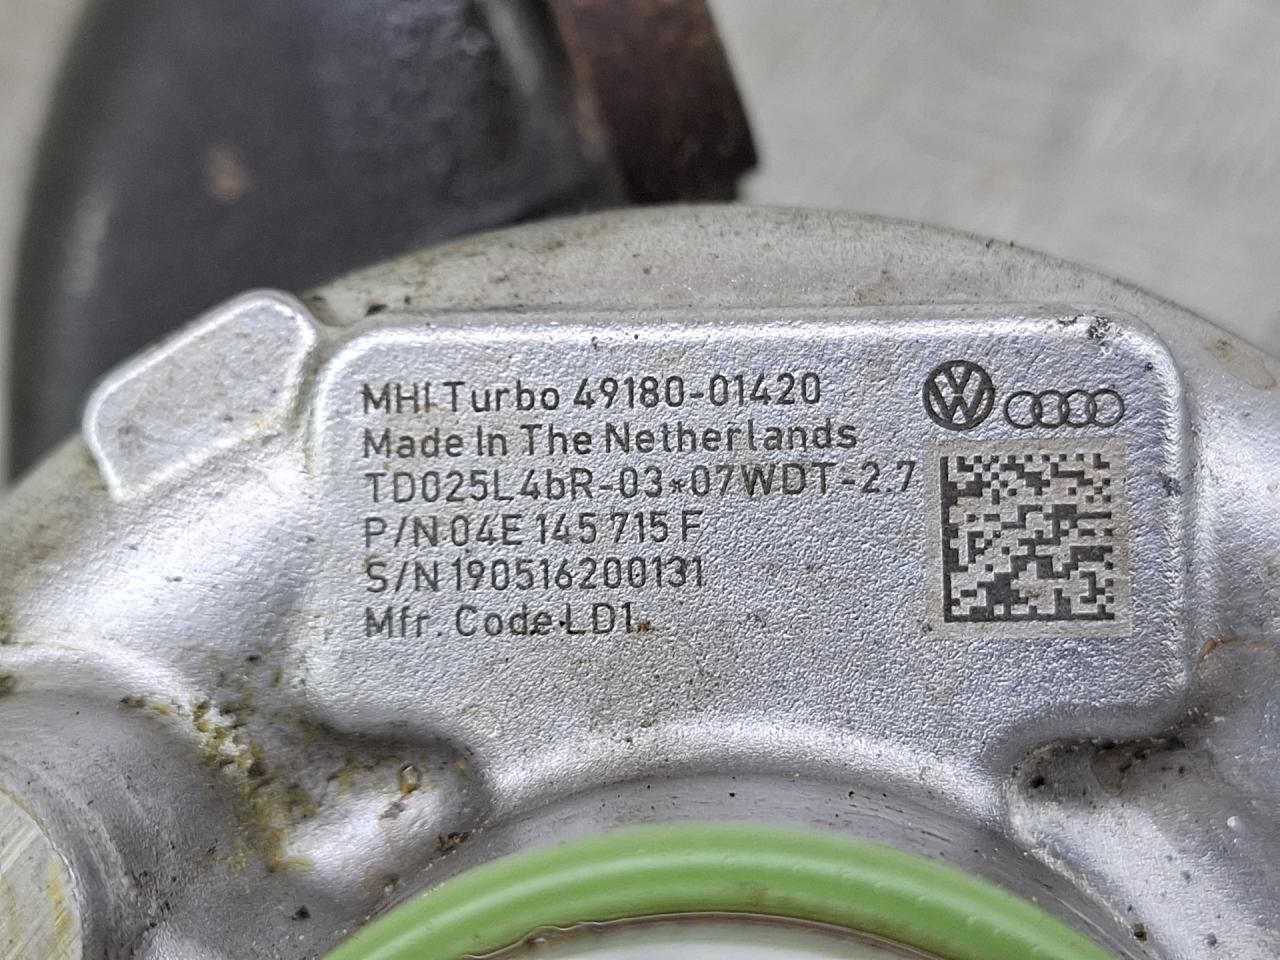 MHI Turbo 49180-01420
Made In The Netherlands
TD025L4bR-03*07WDT-2.7
P/N 04E 145 715 F
S/N 190516200131
Mfr. Code LD1
VW